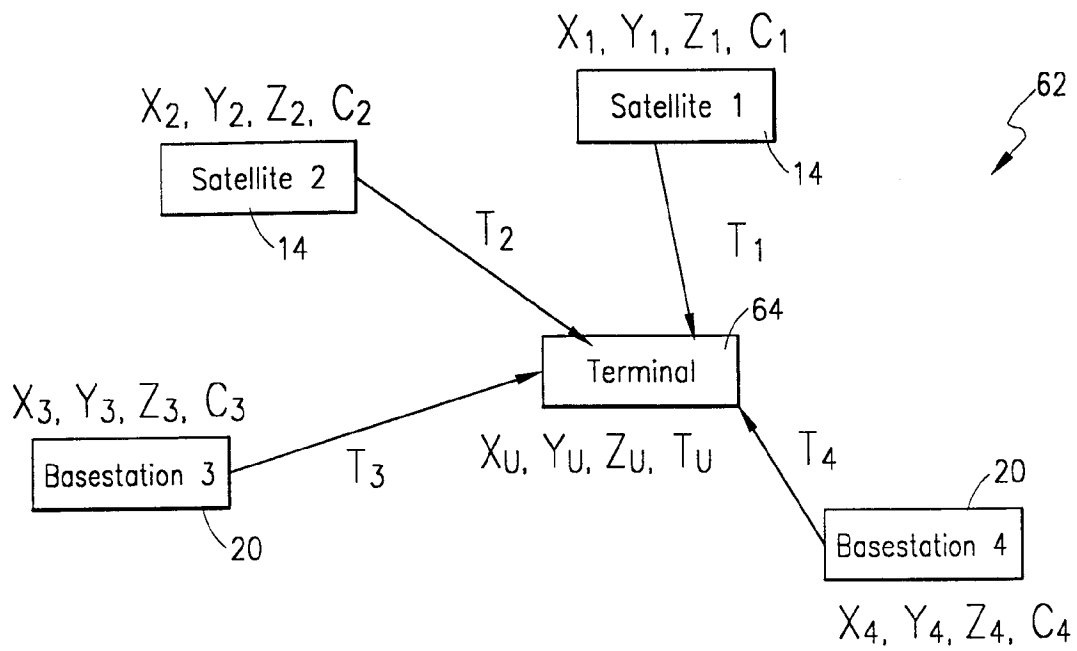 X1, Y1, Z1, C1
Satellite 1
14
62
X2, Y2, Z2, C2
Satellite 2
14
T2
T1
64
Terminal
XU, YU, ZU, TU
X3, Y3, Z3, C3
Basestation 3
20
T3
T4
20
Basestation 4
X4, Y4, Z4, C4